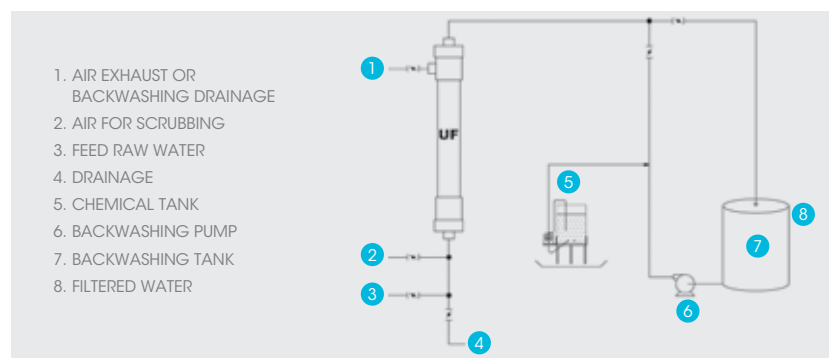 1. AIR EXHAUST OR
BACKWASHING DRAINAGE
2. AIR FOR SCRUBBING
3. FEED RAW WATER
4. DRAINAGE
5. CHEMICAL TANK
6. BACKWASHING PUMP
7. BACKWASHING TANK
8. FILTERED WATER
1
UF
5
8
7
2
3
6
4